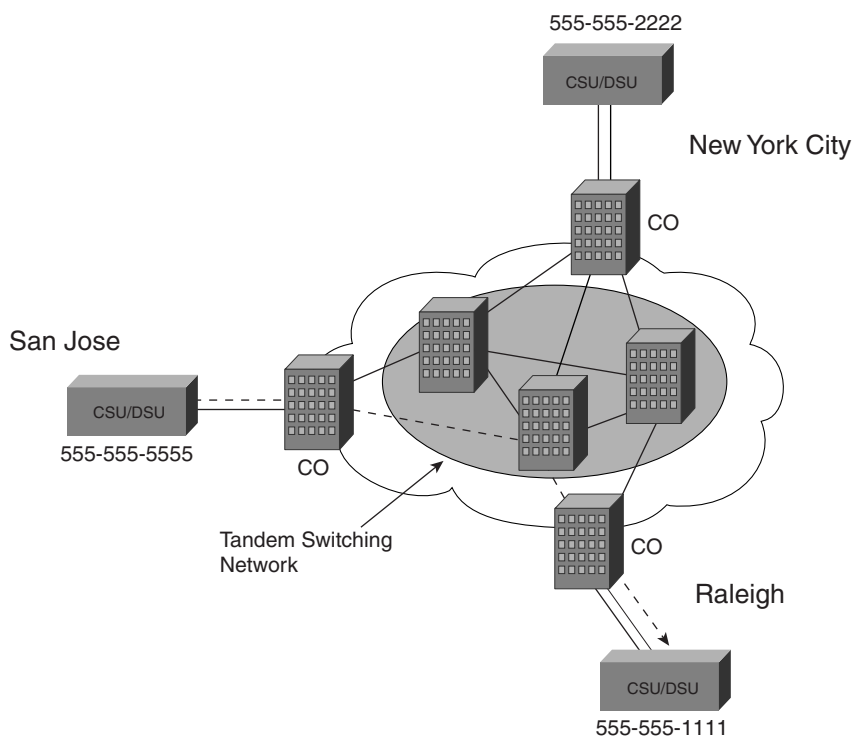 555-555-2222
CSU/DSU
New York City
CO
San Jose
CSU/DSU
555-555-5555
CO
Tandem Switching
Network
CO
Raleigh
CSU/DSU
555-555-1111